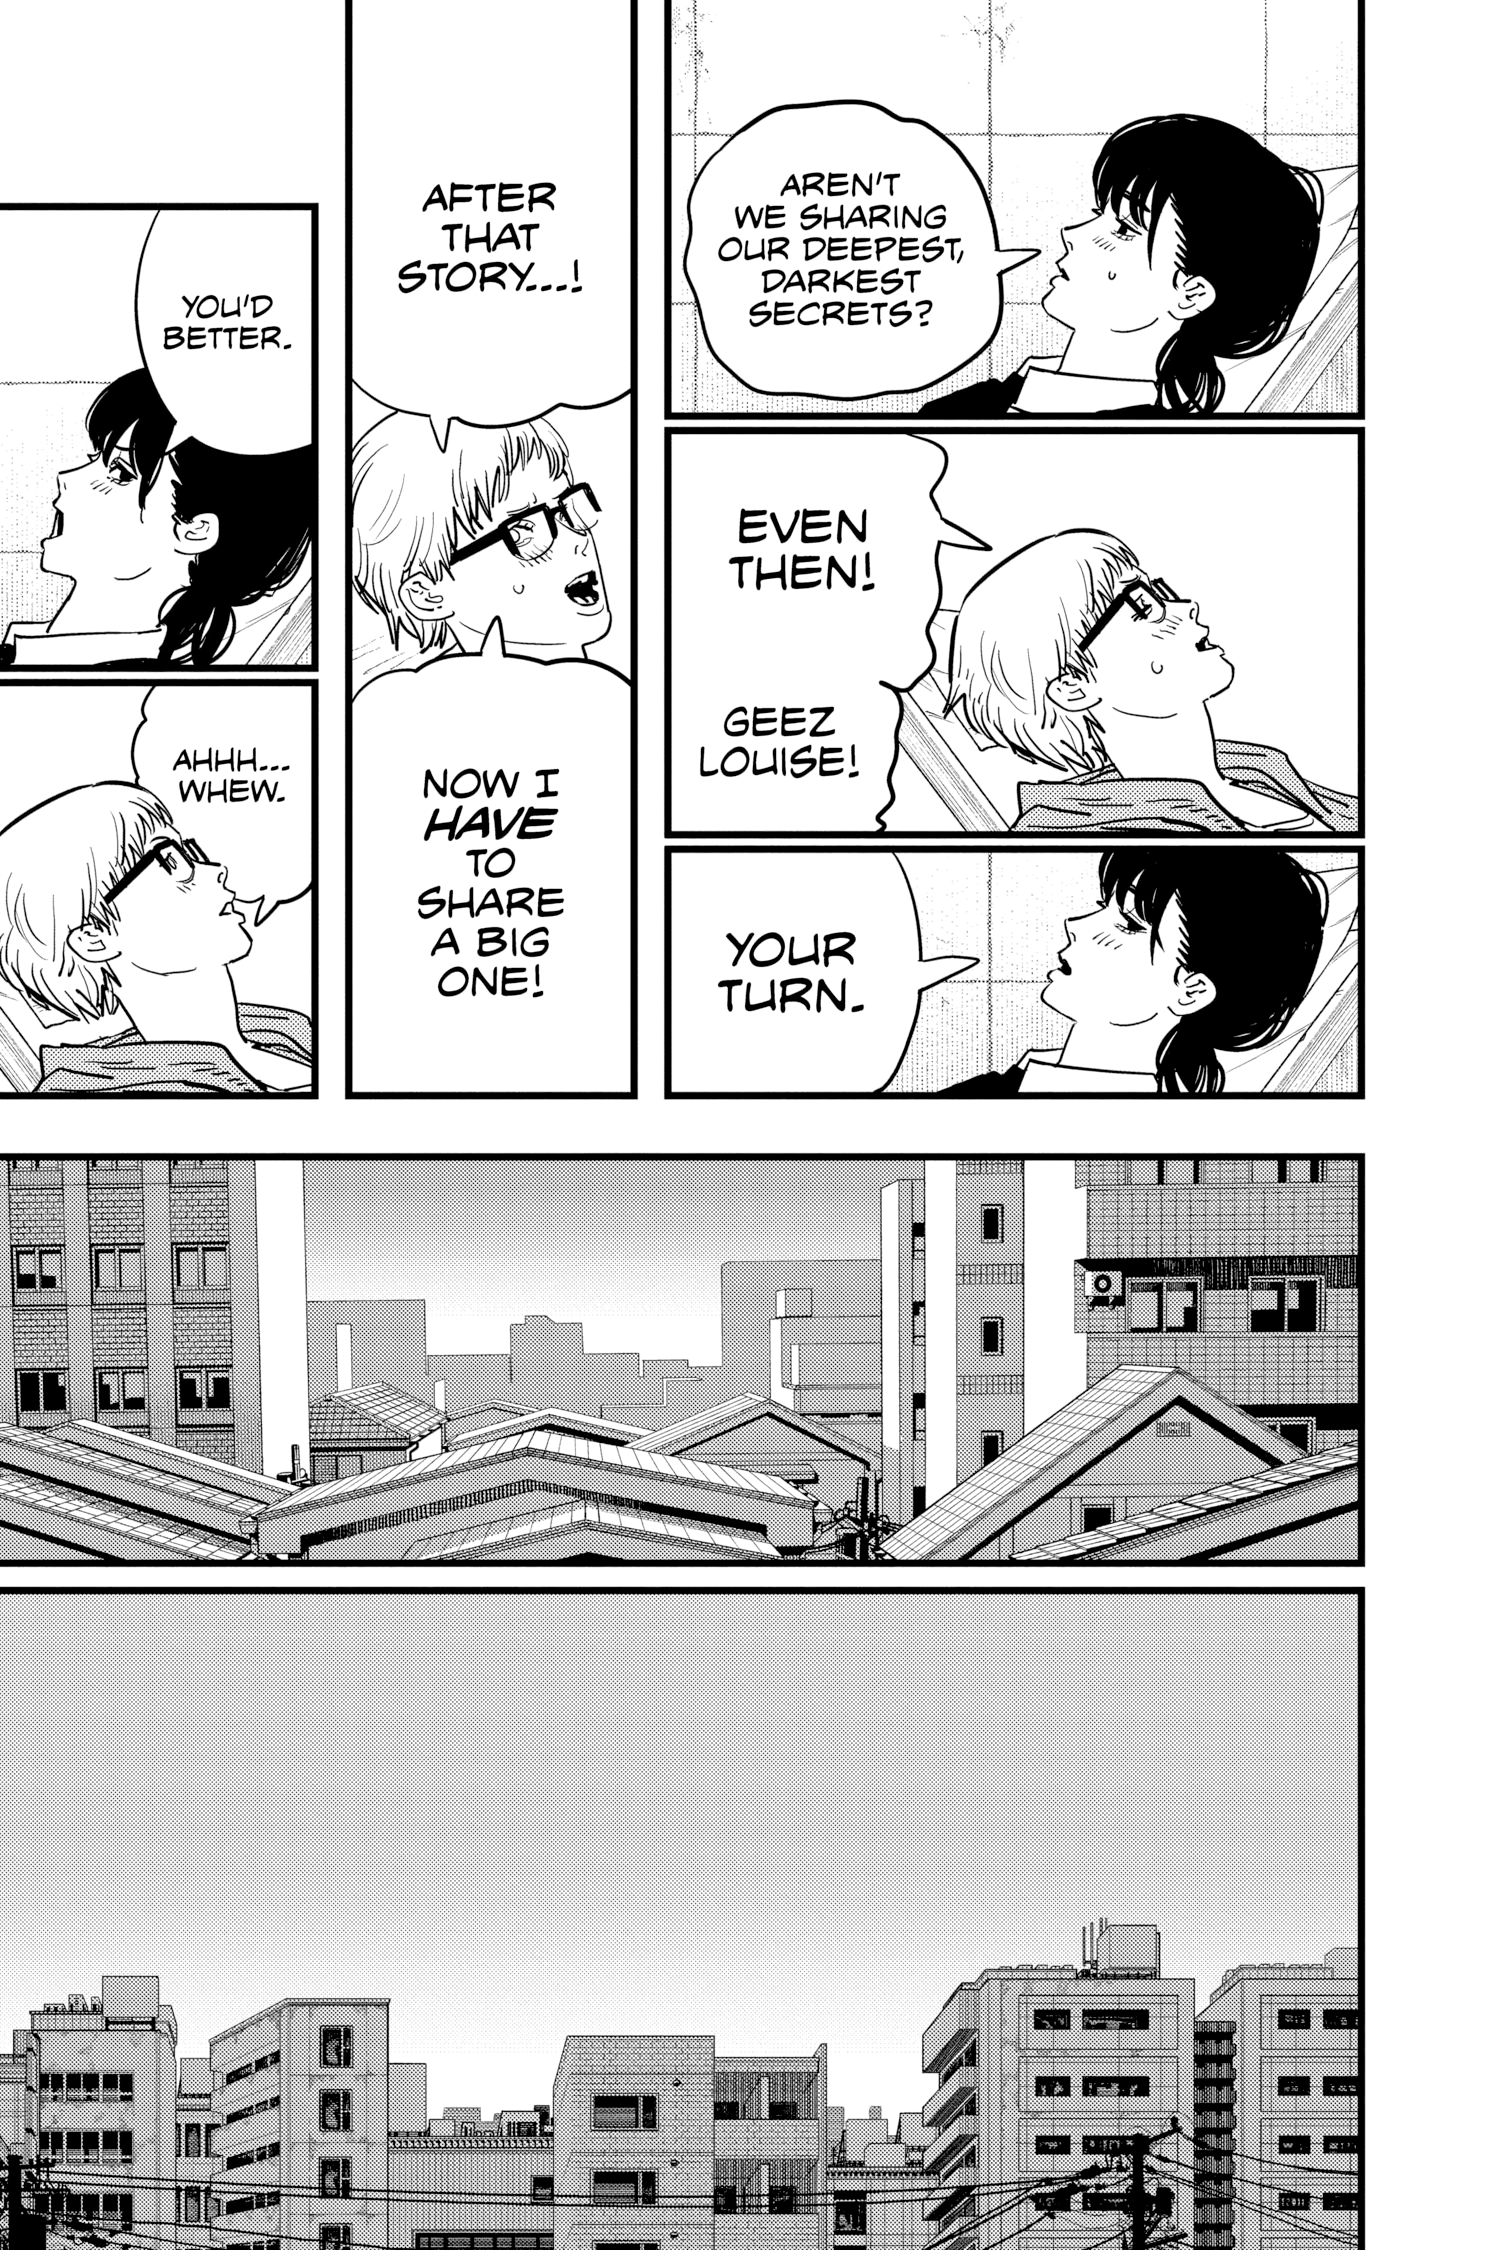 AREN'T
WE SHARING
OUR DEEPEST,
DARKEST
SECRETS?
EVEN
THEN!
GEEZ
LOUISE!
YOUR
TURN.
AFTER
THAT
STORY...!
NOW I
HAVE
TO
SHARE
A BIG
ONE!
YOU'D
BETTER.
AHHH...
WHEW.